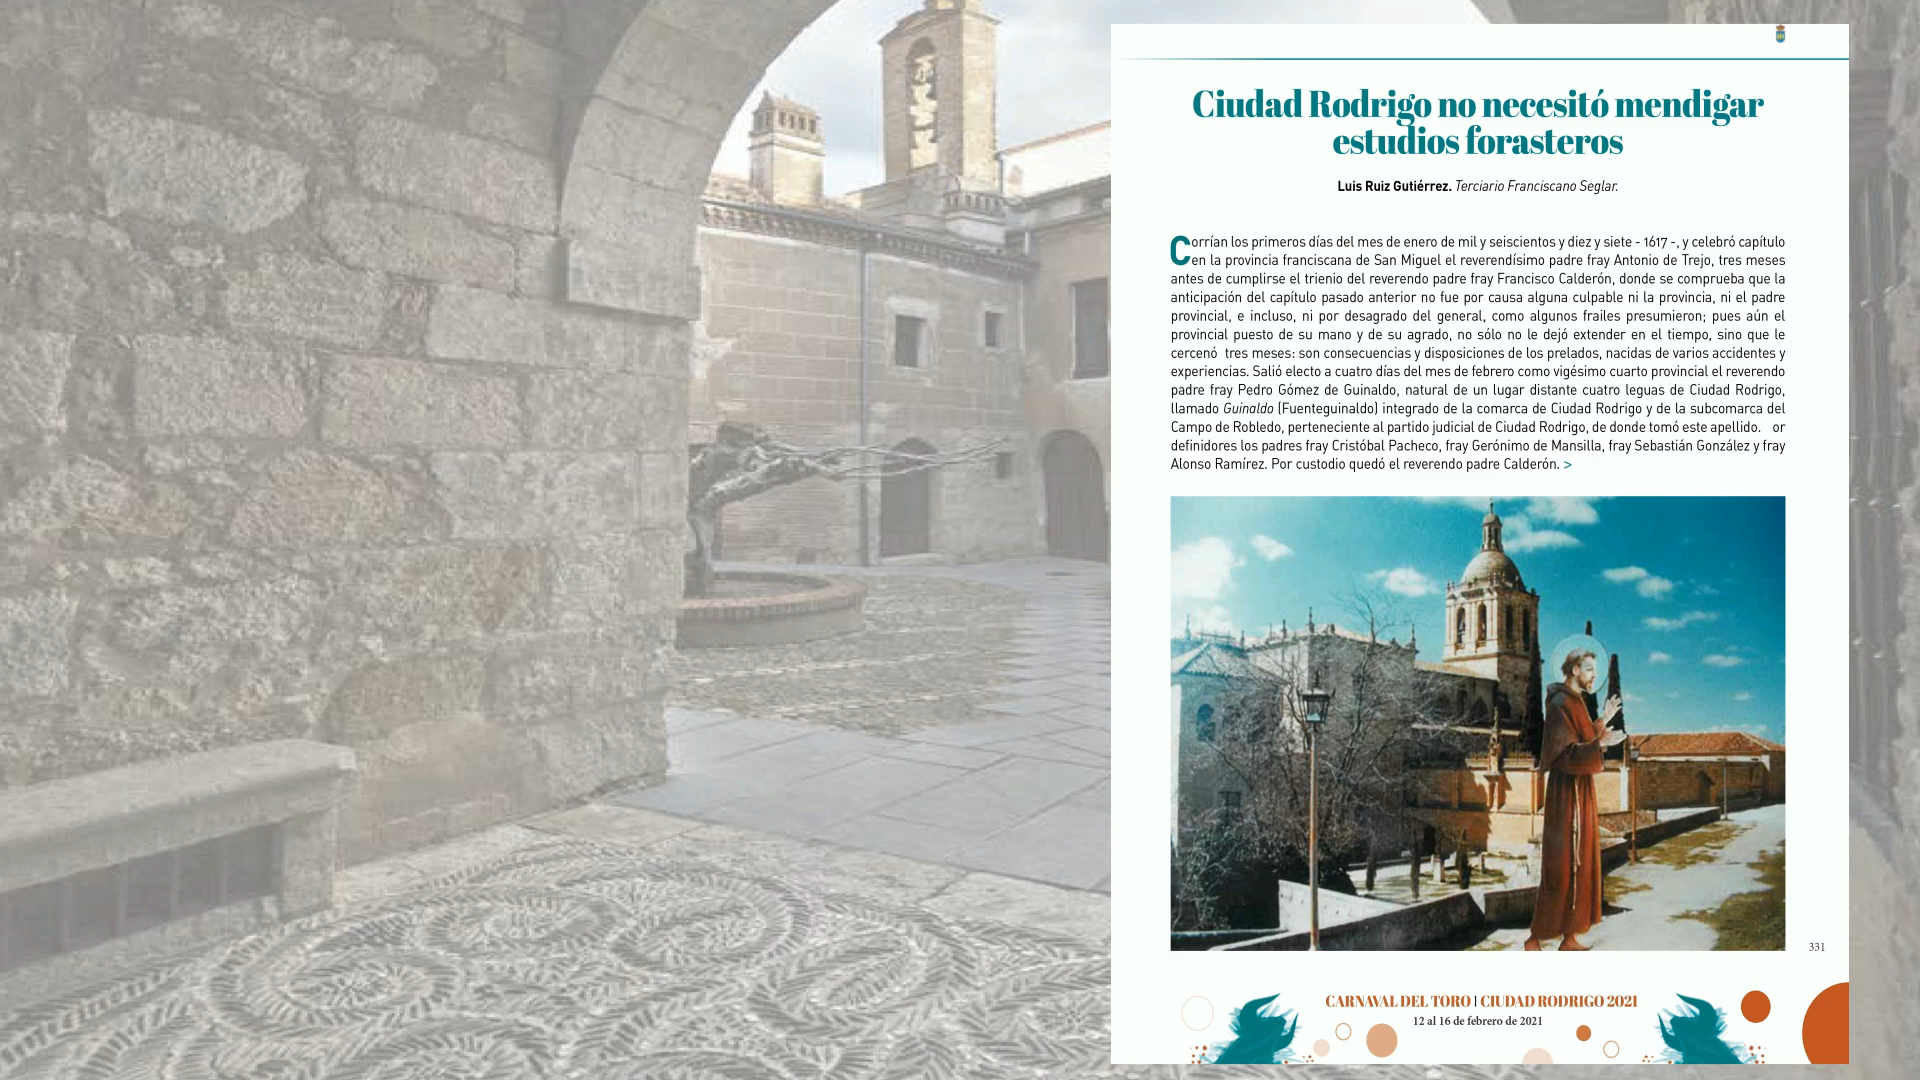 Ciudad Rodrigo no necesitó mendigar
estudios forasteros
Luis Ruiz Gutiérrez. Terciario Franciscano Seglar.
Corrían los primeros días del mes de enero de mil y seiscientos y diez y siete - 1617 -, y celebró capítulo
en la provincia franciscana de San Miguel el reverendísimo padre fray Antonio de Trejo, tres meses
antes de cumplirse el trienio del reverendo padre fray Francisco Calderón, donde se comprueba que la
anticipación del capítulo pasado anterior no fue por causa alguna culpable ni la provincia, ni el padre
provincial, e incluso, ni por desagrado del general, como algunos frailes presumieron; pues aún el
provincial puesto de su mano y de su agrado, no sólo no le dejó extender en el tiempo, sino que le
cercenó tres meses: son consecuencias y disposiciones de los prelados, nacidas de varios accidentes y
experiencias. Salió electo a cuatro días del mes de febrero como vigésimo cuarto provincial el reverendo
padre fray Pedro Gómez de Guinaldo, natural de un lugar distante cuatro leguas de Ciudad Rodrigo,
llamado Guinaldo (Fuenteguinaldo) integrado de la comarca de Ciudad Rodrigo y de la subcomarca del
Campo de Robledo, perteneciente al partido judicial de Ciudad Rodrigo, de donde tomó este apellido. or
definidores los padres fray Cristóbal Pacheco, fray Gerónimo de Mansilla, fray Sebastián González y fray
Alonso Ramírez. Por custodio quedó el reverendo padre Calderón. >
331
CARNAVAL DEL TORO | CIUDAD RODRIGO 2021
12 al 16 de febrero de 2021